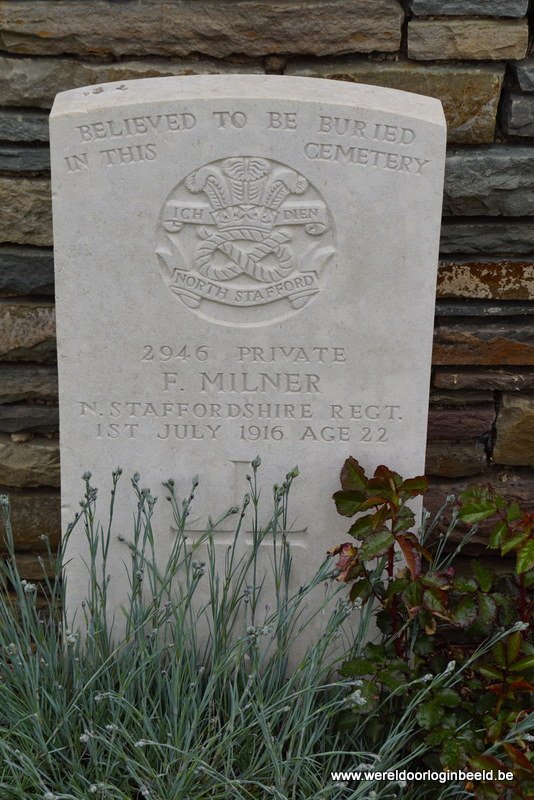 BELIEVED TO BE BURIED
IN THIS CEMETERY
ICH DIEN
NORTH STAFFORD
2946 PRIVATE
F. MILNER
N. STAFFORDSHIRE REGT.
1ST JULY 1916 AGE 22
www.wereldoorloginbeeld.be